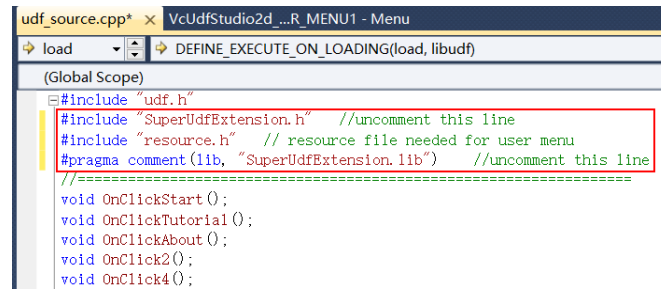 udf_source.cpp* × VcUdfStudio2d_...R_MENU1 - Menu
load DEFINE_EXECUTE_ON_LOADING(load, libudf)
(Global Scope)
#include "udf.h"
#include "SuperUdfExtension.h" //uncomment this line
#include "resource.h" // resource file needed for user menu
#pragma comment(lib, "SuperUdfExtension.lib") //uncomment this line
//==============================================================
void OnClickStart();
void OnClickTutorial();
void OnClickAbout();
void OnClick2();
void OnClick4();